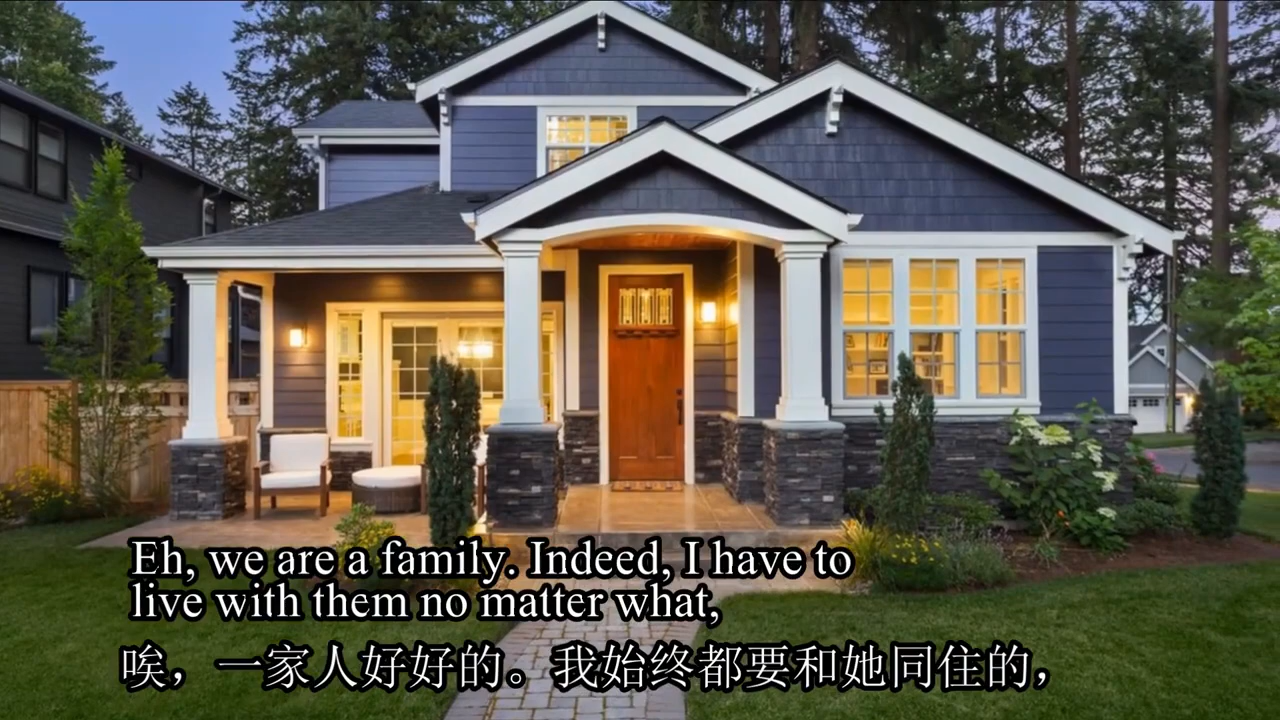 Eh, we are a family. Indeed, I have to
live with them no matter what,
唉，一家人好好的。我始终都要和她同住的，